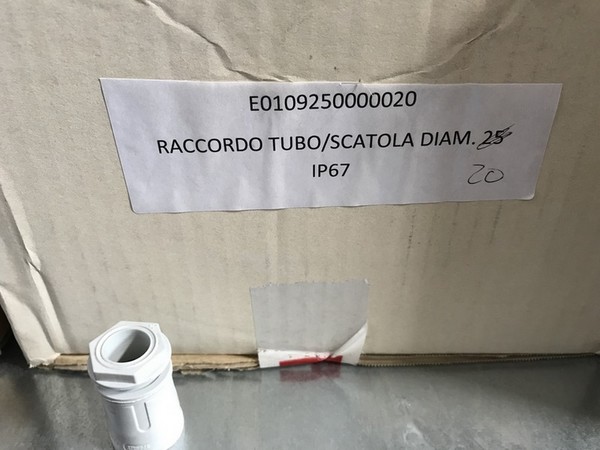 E0109250000020
RACCORDO TUBO/SCATOLA DIAM. 25
IP67 20